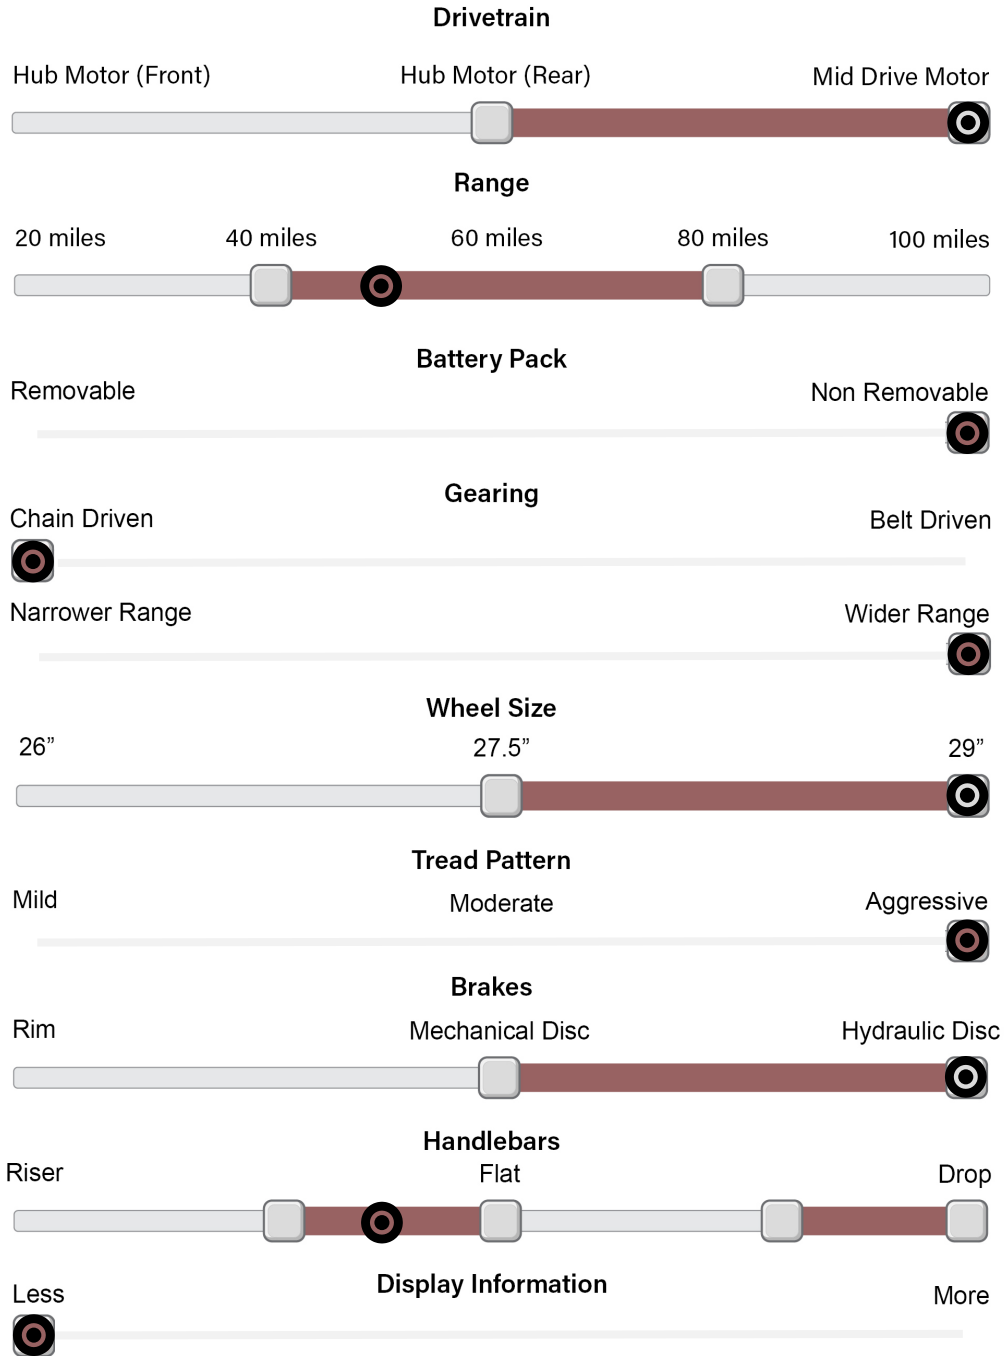 Drivetrain
Hub Motor (Front) Hub Motor (Rear) Mid Drive Motor
Range
20 miles 40 miles 60 miles 80 miles 100 miles
Battery Pack
Removable Non Removable
Gearing
Chain Driven Belt Driven
Narrower Range Wider Range
Wheel Size
26” 27.5” 29”
Tread Pattern
Mild Moderate Aggressive
Brakes
Rim Mechanical Disc Hydraulic Disc
Handlebars
Riser Flat Drop
Display Information
Less More